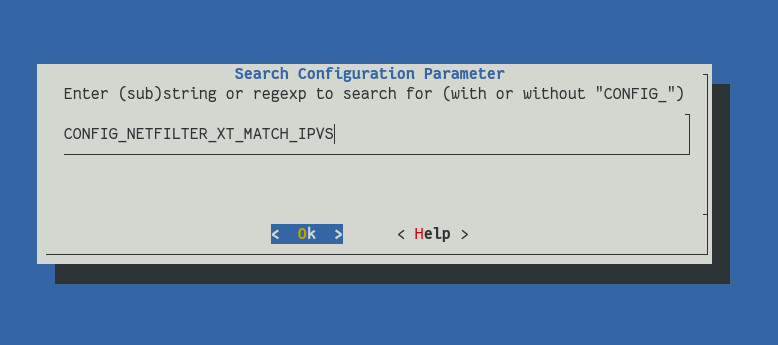 Search Configuration Parameter
Enter (sub)string or regexp to search for (with or without "CONFIG_")
CONFIG_NETFILTER_XT_MATCH_IPVS
< Ok > < Help >